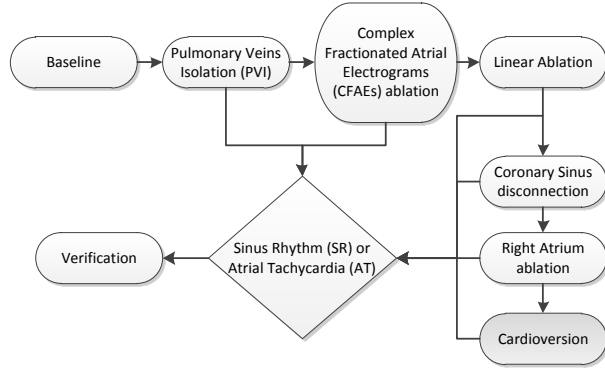 Baseline
Pulmonary Veins
Isolation (PVI)
Complex
Fractionated Atrial
Electrograms
(CFAEs) ablation
Linear Ablation
Coronary Sinus
disconnection
Right Atrium
ablation
Cardioversion
Sinus Rhythm (SR) or
Atrial Tachycardia (AT)
Verification